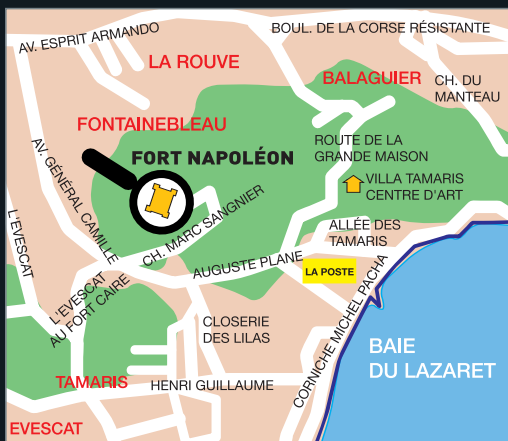 AV. ESPRIT ARMANDO
BOUL. DE LA CORSE RÉSISTANTE
LA ROUVE
BALAGUIER
CH. DU
MANTEAU
FONTAINEBLEAU
FORT NAPOLÉON
ROUTE DE LA
GRANDE MAISON
VILLA TAMARIS
CENTRE D'ART
AV. GÉNÉRAL CAMILLE
CH. MARC SANGNIER
L'EVESCAT
ALLÉE DES
TAMARIS
AUGUSTE PLANE
LA POSTE
L'EVESCAT
AU FORT CAIRE
CORNICHE MICHEL PACHA
CLOSERIE
DES LILAS
BAIE
DU LAZARET
TAMARIS
HENRI GUILLAUME
EVESCAT